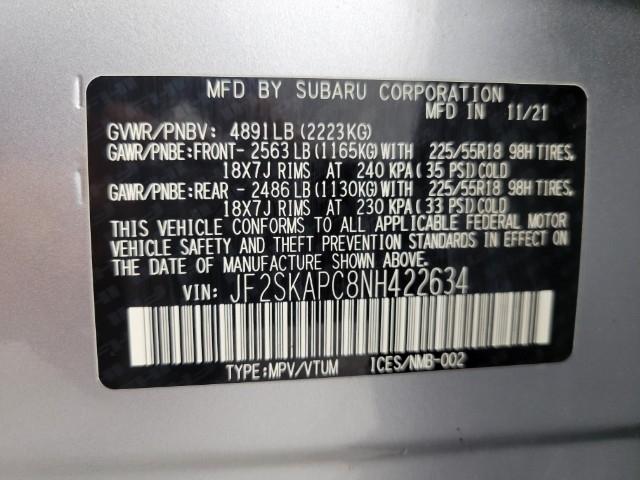 MFD BY SUBARU CORPORATION
MFD IN 11/21
GVWR/PNBV: 4891LB (2223KG)
GAWR/PNBE:FRONT- 2563LB (1165KG)WITH 225/55R18 98H TIRES,
18X7J RIMS AT 240 KPA (35 PSI)COLD
GAWR/PNBE:REAR - 2486LB (1130KG)WITH 225/55R18 98H TIRES,
18X7J RIMS AT 230 KPA (33 PSI)COLD
THIS VEHICLE CONFORMS TO ALL APPLICABLE FEDERAL MOTOR
VEHICLE SAFETY AND THEFT PREVENTION STANDARDS IN EFFECT ON
THE DATE OF MANUFACTURE SHOWN ABOVE.
VIN: JF2SKAPC8NH422634
TYPE:MPV/VTUM ICES/NMB-002